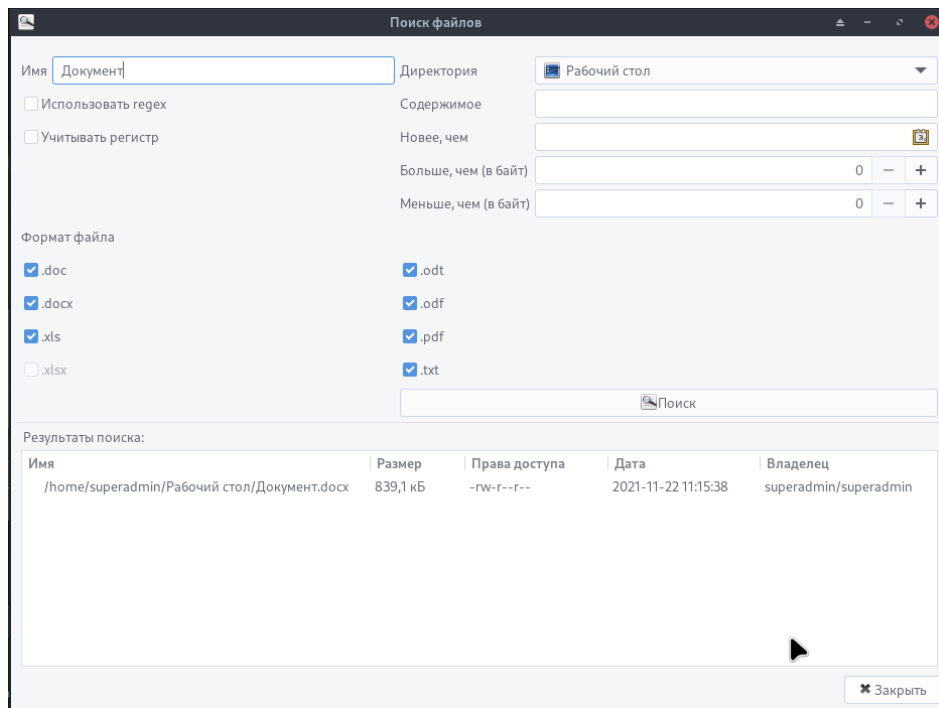 Поиск файлов
Имя Документ Директория Рабочий стол
Использовать regex Содержимое
Учитывать регистр Новее, чем
Больше, чем (в байт) 0 − +
Меньше, чем (в байт) 0 − +
Формат файла
.doc .odt
.docx .odf
.xls .pdf
.xlsx .txt
Поиск
Результаты поиска:
Имя Размер Права доступа Дата Владелец
/home/superadmin/Рабочий стол/Документ.docx 839,1 кБ -rw-r--r-- 2021-11-22 11:15:38 superadmin/superadmin
Закрыть